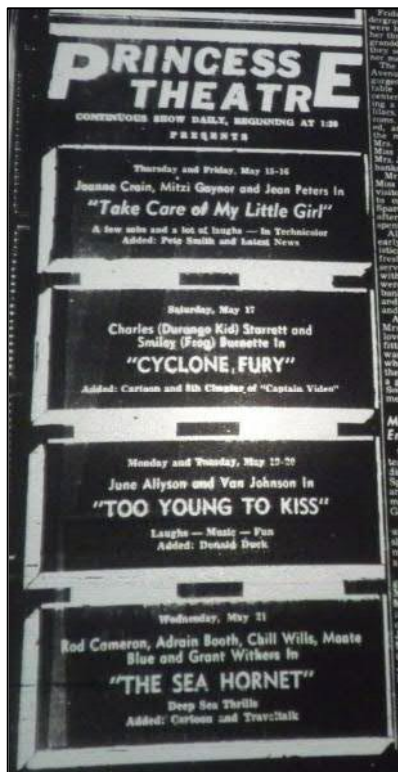 PRINCESS
THEATRE
CONTINUOUS SHOW DAILY, BEGINNING AT 1:30
PRESENTS
Thursday and Friday, May 15-16
Jeanne Crain, Mitzi Gaynor and Jean Peters In
"Take Care of My Little Girl"
A few sobs and a lot of laughs — In Technicolor
Added: Pete Smith and Latest News
Saturday, May 17
Charles (Durango Kid) Starrett and
Smiley (Frog) Burnette In
"CYCLONE FURY"
Added: Cartoon and 8th Chapter of "Captain Video"
Monday and Tuesday, May 19-20
June Allyson and Van Johnson In
"TOO YOUNG TO KISS"
Laughs — Music — Fun
Added: Donald Duck
Wednesday, May 21
Rod Cameron, Adrain Booth, Chill Wills, Monte
Blue and Grant Withers In
"THE SEA HORNET"
Deep Sea Thrills
Added: Cartoon and Traveltalk